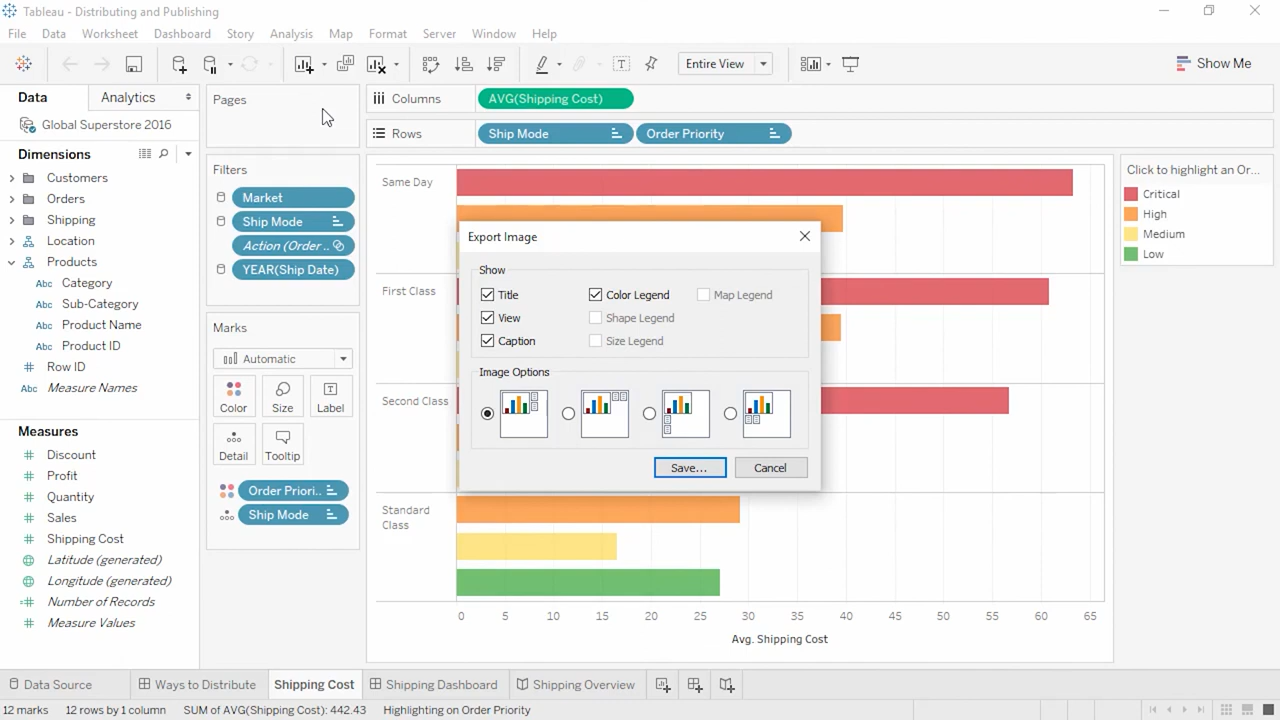 Tableau - Distributing and Publishing
File Data Worksheet Dashboard Story Analysis Map Format Server Window Help
Entire View
Show Me
Data
Analytics
Global Superstore 2016
Dimensions
Customers
Orders
Shipping
Location
Products
Abc Category
Abc Sub-Category
Abc Product Name
Abc Product ID
# Row ID
Abc Measure Names
Measures
# Discount
# Profit
# Quantity
# Sales
# Shipping Cost
Latitude (generated)
Longitude (generated)
=# Number of Records
# Measure Values
Pages
Filters
Market
Ship Mode
Action (Order ..
YEAR(Ship Date)
Marks
Automatic
Color
Size
Label
Detail
Tooltip
Order Priori..
Ship Mode
Columns
AVG(Shipping Cost)
Rows
Ship Mode
Order Priority
Same Day
First Class
Second Class
Standard
Class
0 5 10 15 20 25 30 35 40 45 50 55 60 65
Avg. Shipping Cost
Export Image
Show
Title
Color Legend
Map Legend
View
Shape Legend
Caption
Size Legend
Image Options
Save...
Cancel
Click to highlight an Or...
Critical
High
Medium
Low
Data Source
Ways to Distribute
Shipping Cost
Shipping Dashboard
Shipping Overview
12 marks
12 rows by 1 column
SUM of AVG(Shipping Cost): 442.43
Highlighting on Order Priority